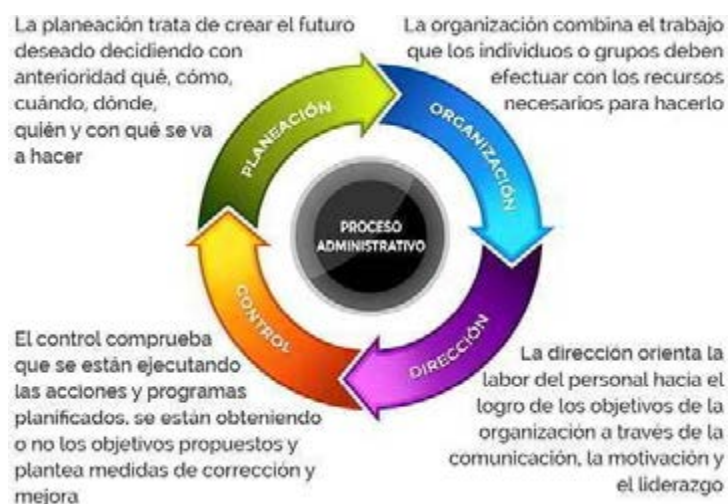 La planeación trata de crear el futuro
deseado decidiendo con
anterioridad qué, cómo,
cuándo, dónde,
quién y con qué se va
a hacer
La organización combina el trabajo
que los individuos o grupos deben
efectuar con los recursos
necesarios para hacerlo
PLANEACIÓN
ORGANIZACIÓN
PROCESO
ADMINISTRATIVO
CONTROL
DIRECCIÓN
El control comprueba
que se están ejecutando
las acciones y programas
planificados. se están obteniendo
o no los objetivos propuestos y
plantea medidas de corrección y
mejora
La dirección orienta la
labor del personal hacia el
logro de los objetivos de la
organización a través de la
comunicación, la motivación y
el liderazgo